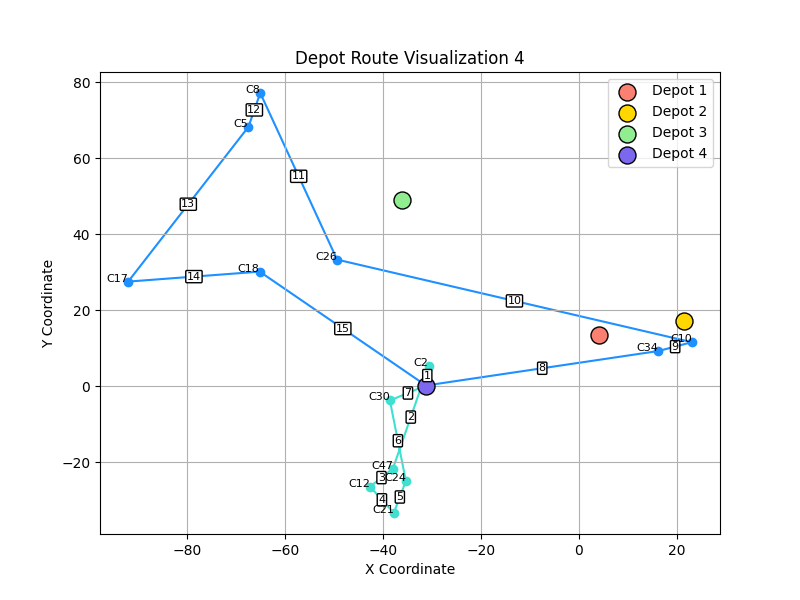 Depot Route Visualization 4
Depot 1
Depot 2
Depot 3
Depot 4
80
60
40
20
0
−20
−80
−60
−40
−20
0
20
X Coordinate
Y Coordinate
C8
12
C5
11
13
C26
C17
14
C18
10
15
C10
C34
9
8
C2
1
7
C30
2
6
C47
3
C24
C12
4
5
C21